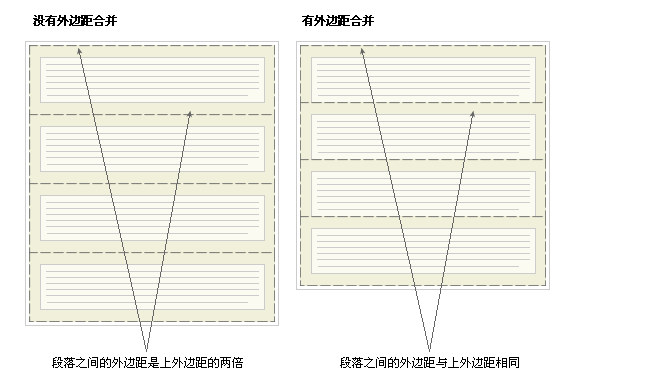 没有外边距合并
有外边距合并
段落之间的外边距是上外边距的两倍
段落之间的外边距与上外边距相同